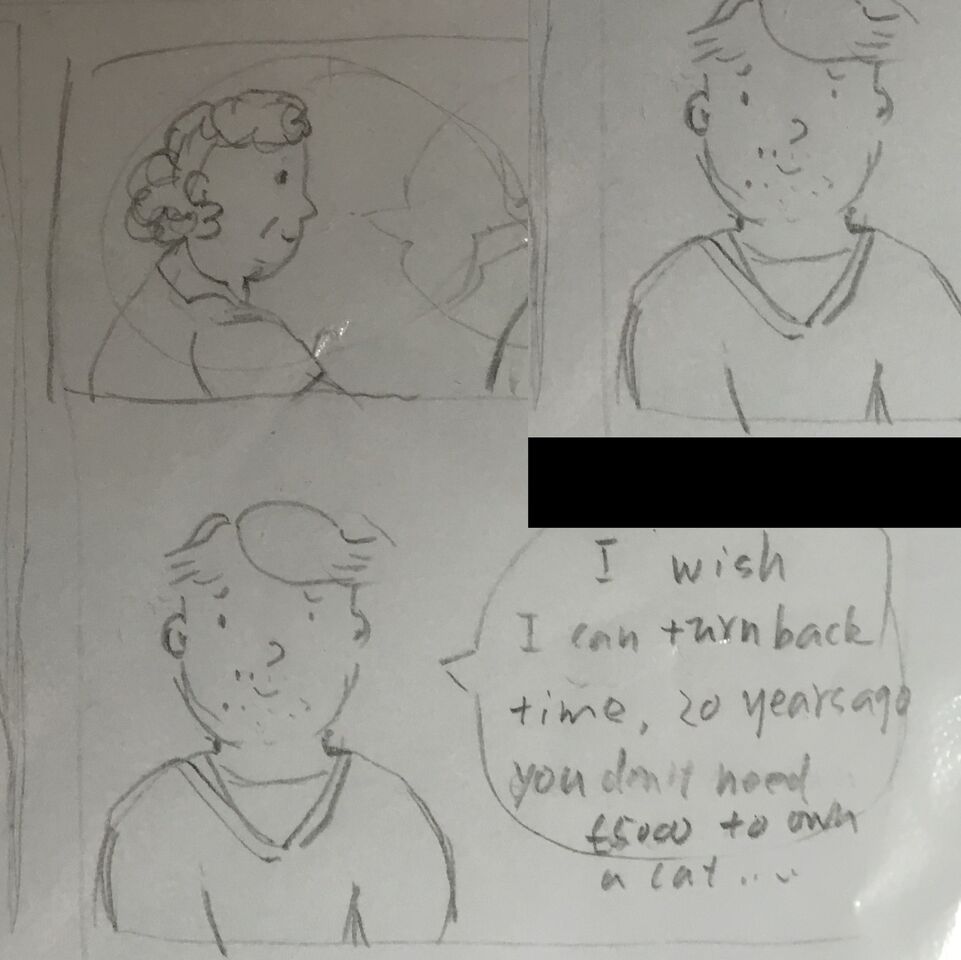 I wish
I can turn back
time, 20 years ago
you don't need
£5000 to own
a cat....